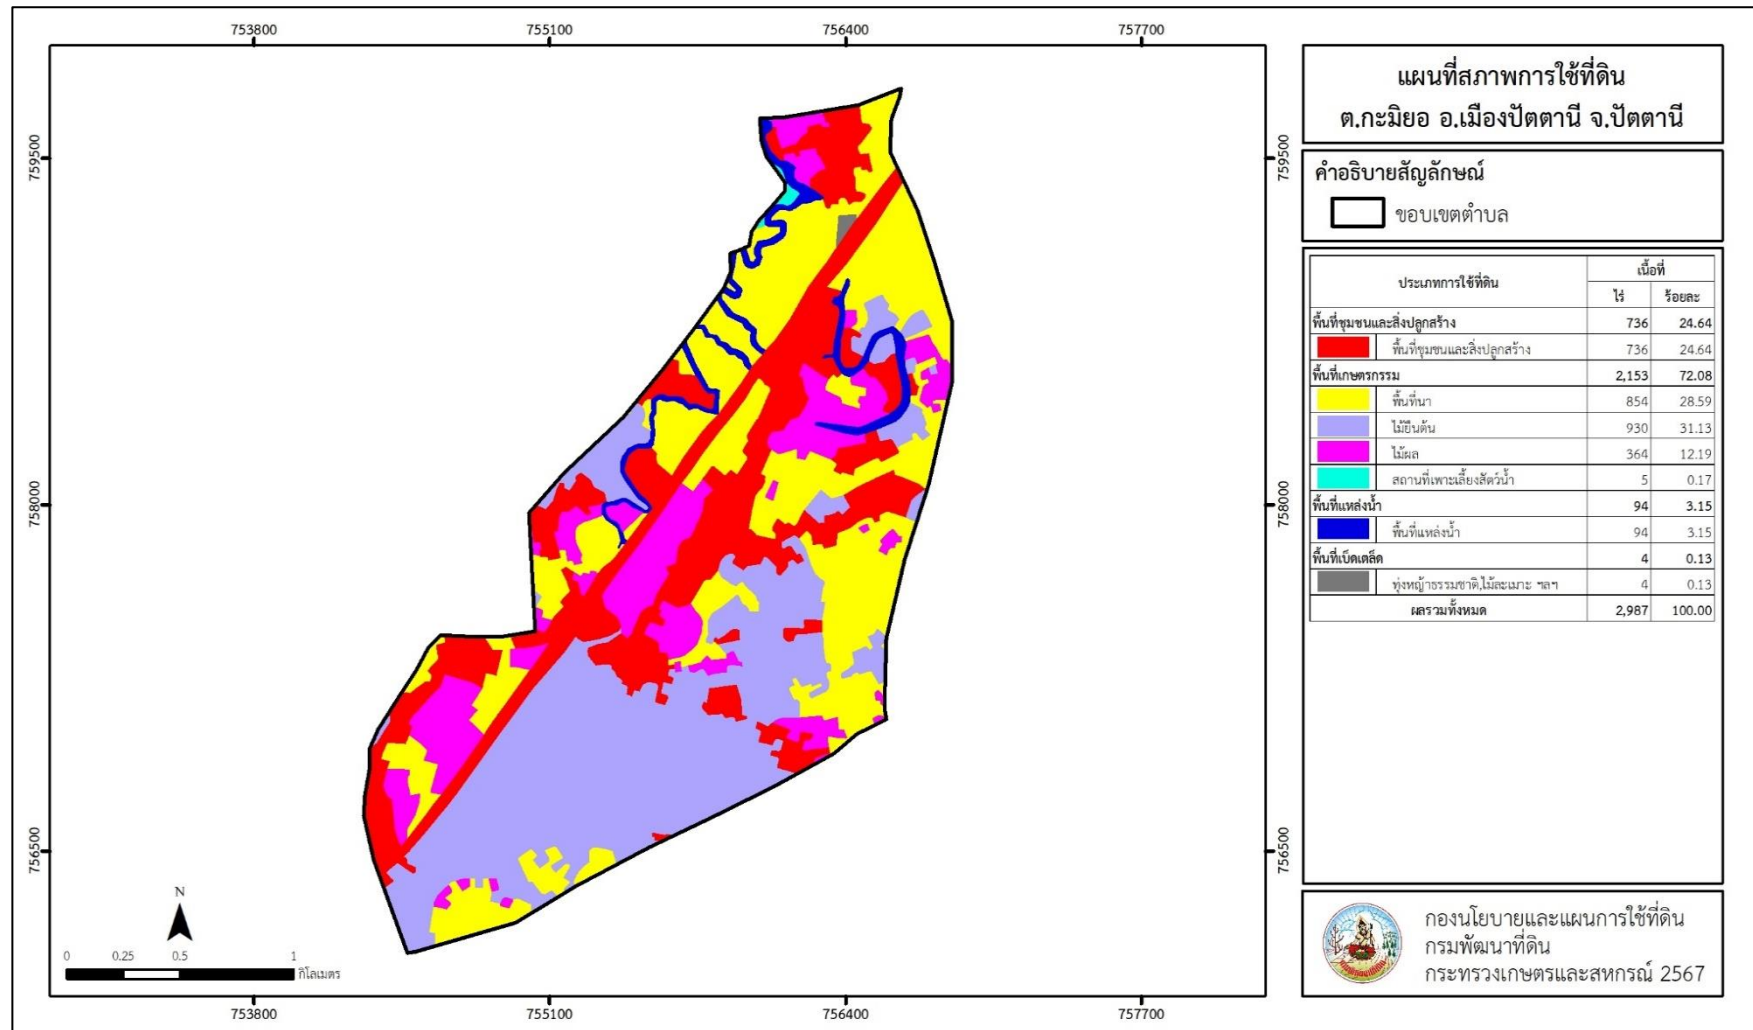 753800 755100 756400 757700
759500 759500
758000 758000
756500 756500
N
0 0.25 0.5 1
กิโลเมตร
753800 755100 756400 757700
แผนที่สภาพการใช้ที่ดิน
ต.กะมิยอ อ.เมืองปัตตานี จ.ปัตตานี
คำอธิบายสัญลักษณ์
ขอบเขตตำบล
ประเภทการใช้ที่ดิน เนื้อที่
ไร่ ร้อยละ
พื้นที่ชุมชนและสิ่งปลูกสร้าง 736 24.64
พื้นที่ชุมชนและสิ่งปลูกสร้าง 736 24.64
พื้นที่เกษตรกรรม 2,153 72.08
พื้นที่นา 854 28.59
ไม้ยืนต้น 930 31.13
ไม้ผล 364 12.19
สถานที่เพาะเลี้ยงสัตว์น้ำ 5 0.17
พื้นที่แหล่งน้ำ 94 3.15
พื้นที่แหล่งน้ำ 94 3.15
พื้นที่เบ็ดเตล็ด 4 0.13
ทุ่งหญ้าธรรมชาติ,ไม้ละเมาะ ฯลฯ 4 0.13
ผลรวมทั้งหมด 2,987 100.00
กองนโยบายและแผนการใช้ที่ดิน
กรมพัฒนาที่ดิน
กระทรวงเกษตรและสหกรณ์ 2567